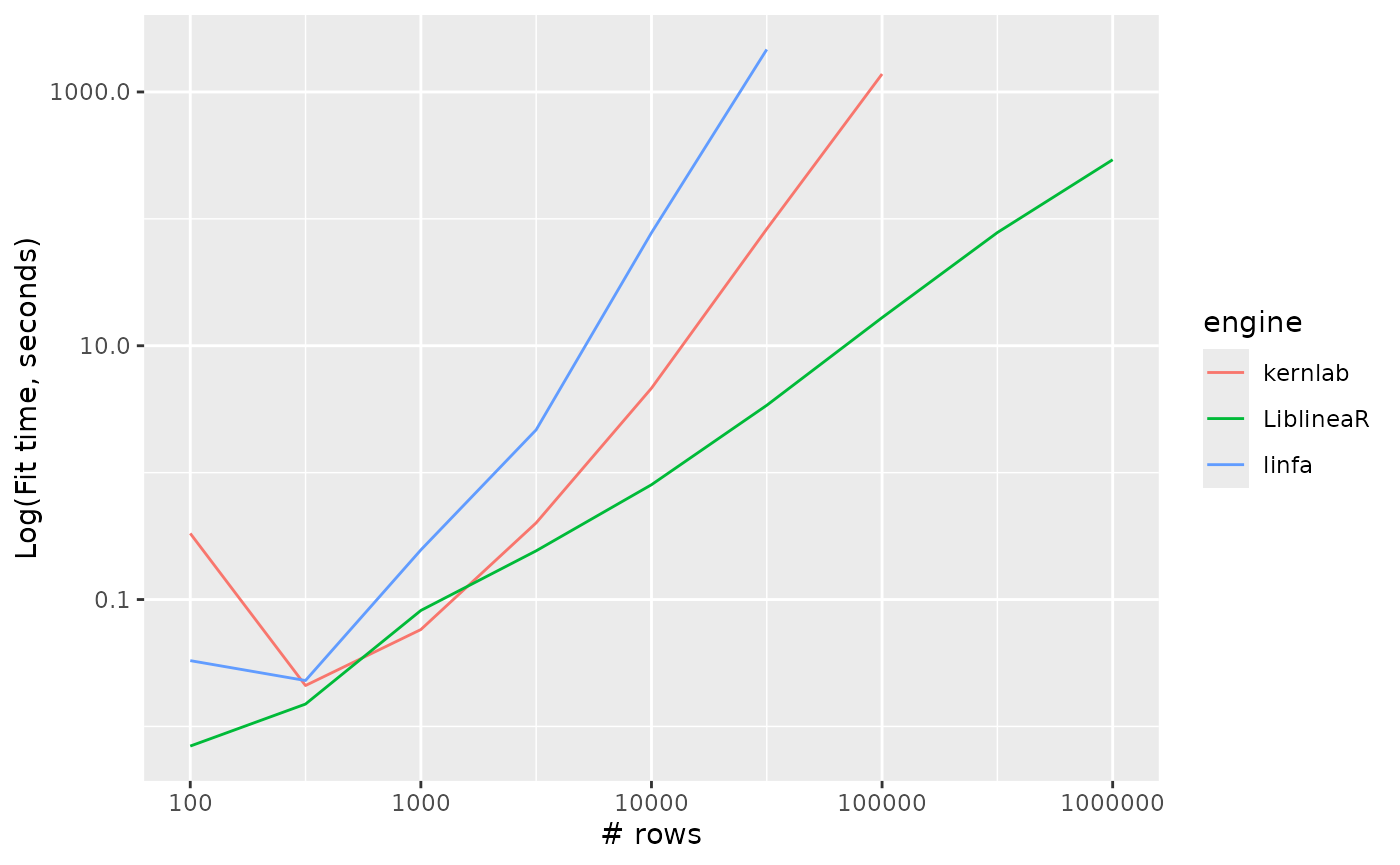 Log(Fit time, seconds)
1000.0
10.0
0.1
100
1000
10000
100000
1000000
# rows
engine
kernlab
LiblineaR
linfa